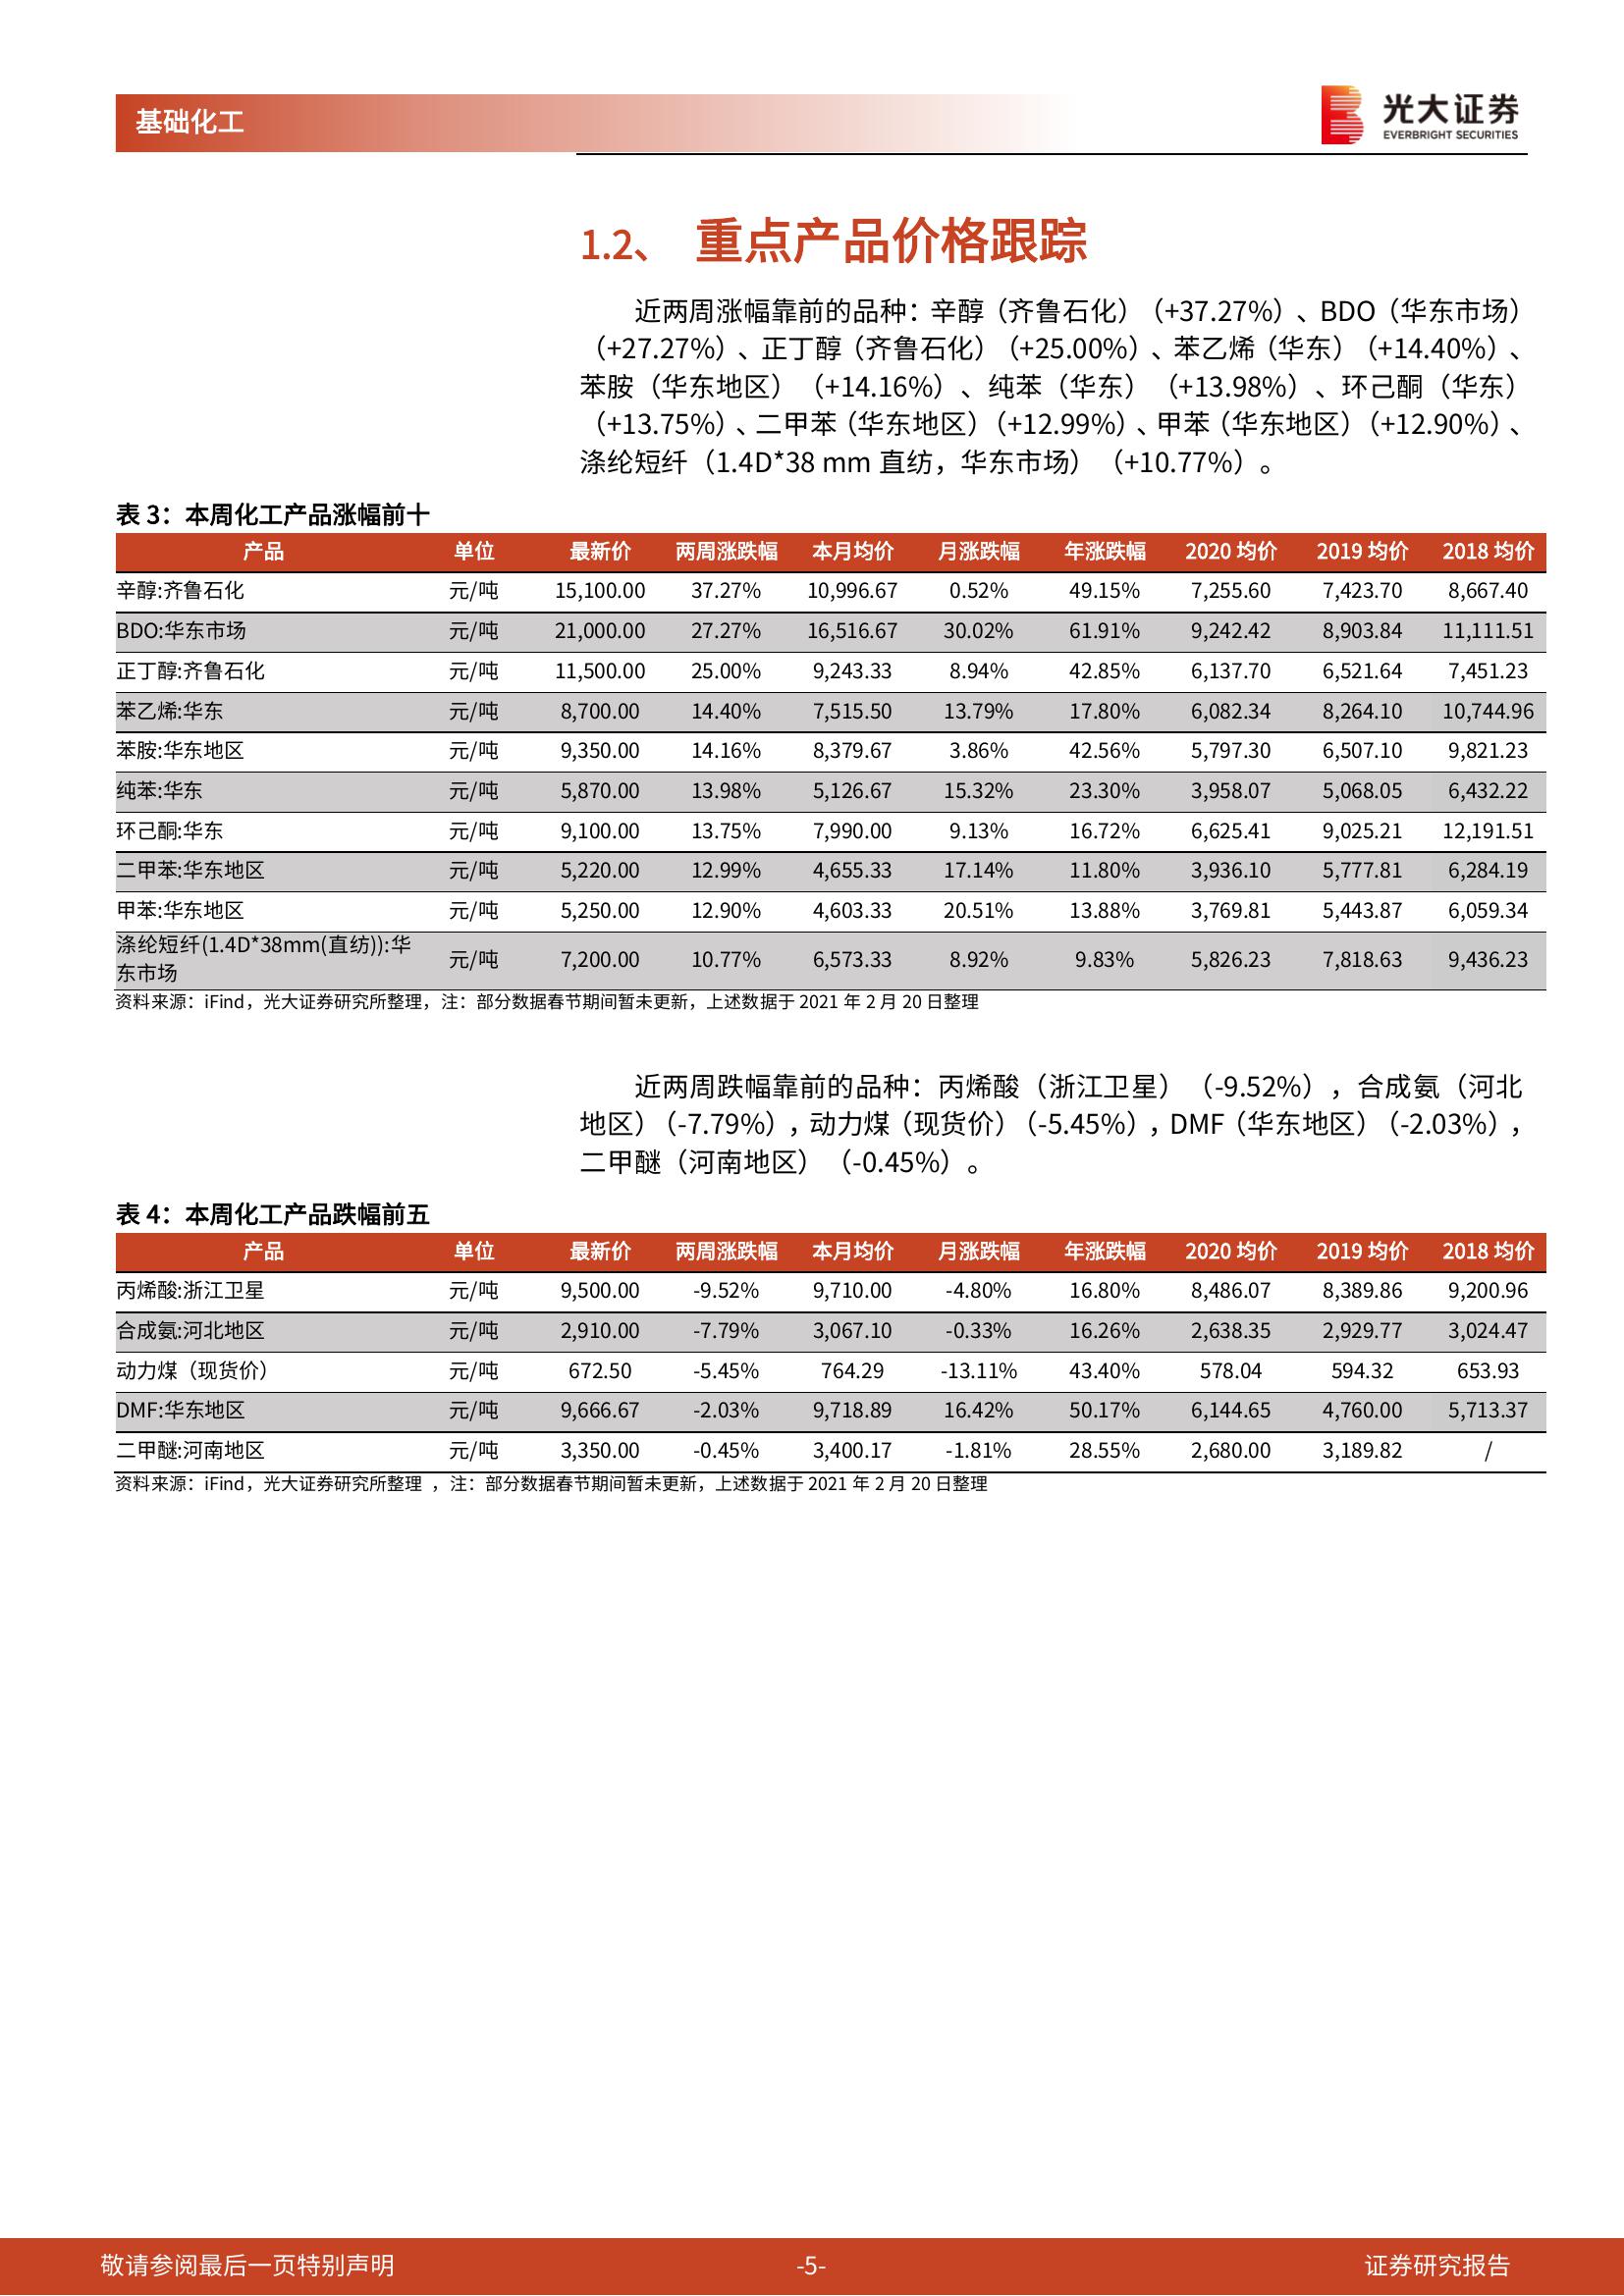 基础化工
光大证券
EVERBRIGHT SECURITIES
1.2、 重点产品价格跟踪
近两周涨幅靠前的品种：辛醇（齐鲁石化）（+37.27%）、BDO（华东市场）
（+27.27%）、正丁醇（齐鲁石化）（+25.00%）、苯乙烯（华东）（+14.40%）、
苯胺（华东地区）（+14.16%）、纯苯（华东）（+13.98%）、环己酮（华东）
（+13.75%）、二甲苯（华东地区）（+12.99%）、甲苯（华东地区）（+12.90%）、
涤纶短纤（1.4D*38 mm 直纺，华东市场）（+10.77%）。
表 3：本周化工产品涨幅前十
产品 单位 最新价 两周涨跌幅 本月均价 月涨跌幅 年涨跌幅 2020 均价 2019 均价 2018 均价
辛醇:齐鲁石化 元/吨 15,100.00 37.27% 10,996.67 0.52% 49.15% 7,255.60 7,423.70 8,667.40
BDO:华东市场 元/吨 21,000.00 27.27% 16,516.67 30.02% 61.91% 9,242.42 8,903.84 11,111.51
正丁醇:齐鲁石化 元/吨 11,500.00 25.00% 9,243.33 8.94% 42.85% 6,137.70 6,521.64 7,451.23
苯乙烯:华东 元/吨 8,700.00 14.40% 7,515.50 13.79% 17.80% 6,082.34 8,264.10 10,744.96
苯胺:华东地区 元/吨 9,350.00 14.16% 8,379.67 3.86% 42.56% 5,797.30 6,507.10 9,821.23
纯苯:华东 元/吨 5,870.00 13.98% 5,126.67 15.32% 23.30% 3,958.07 5,068.05 6,432.22
环己酮:华东 元/吨 9,100.00 13.75% 7,990.00 9.13% 16.72% 6,625.41 9,025.21 12,191.51
二甲苯:华东地区 元/吨 5,220.00 12.99% 4,655.33 17.14% 11.80% 3,936.10 5,777.81 6,284.19
甲苯:华东地区 元/吨 5,250.00 12.90% 4,603.33 20.51% 13.88% 3,769.81 5,443.87 6,059.34
涤纶短纤(1.4D*38mm(直纺)):华
东市场 元/吨 7,200.00 10.77% 6,573.33 8.92% 9.83% 5,826.23 7,818.63 9,436.23
资料来源：iFind，光大证券研究所整理，注：部分数据春节期间暂未更新，上述数据于 2021 年 2 月 20 日整理
近两周跌幅靠前的品种：丙烯酸（浙江卫星）（-9.52%），合成氨（河北
地区）（-7.79%），动力煤（现货价）（-5.45%），DMF（华东地区）（-2.03%），
二甲醚（河南地区）（-0.45%）。
表 4：本周化工产品跌幅前五
产品 单位 最新价 两周涨跌幅 本月均价 月涨跌幅 年涨跌幅 2020 均价 2019 均价 2018 均价
丙烯酸:浙江卫星 元/吨 9,500.00 -9.52% 9,710.00 -4.80% 16.80% 8,486.07 8,389.86 9,200.96
合成氨:河北地区 元/吨 2,910.00 -7.79% 3,067.10 -0.33% 16.26% 2,638.35 2,929.77 3,024.47
动力煤（现货价） 元/吨 672.50 -5.45% 764.29 -13.11% 43.40% 578.04 594.32 653.93
DMF:华东地区 元/吨 9,666.67 -2.03% 9,718.89 16.42% 50.17% 6,144.65 4,760.00 5,713.37
二甲醚:河南地区 元/吨 3,350.00 -0.45% 3,400.17 -1.81% 28.55% 2,680.00 3,189.82 /
资料来源：iFind，光大证券研究所整理 ，注：部分数据春节期间暂未更新，上述数据于 2021 年 2 月 20 日整理
敬请参阅最后一页特别声明 -5- 证券研究报告